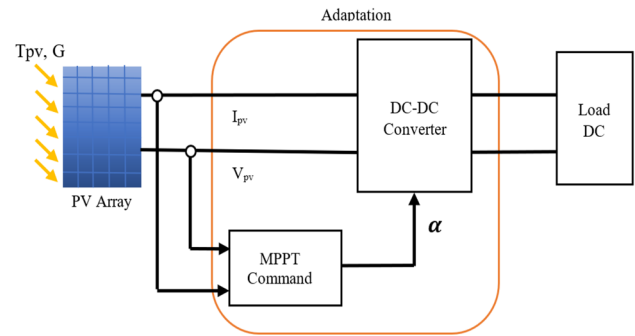 Adaptation
Tpv, G
DC-DC
Converter
Load
DC
Ipv
Vpv
PV Array
α
MPPT
Command